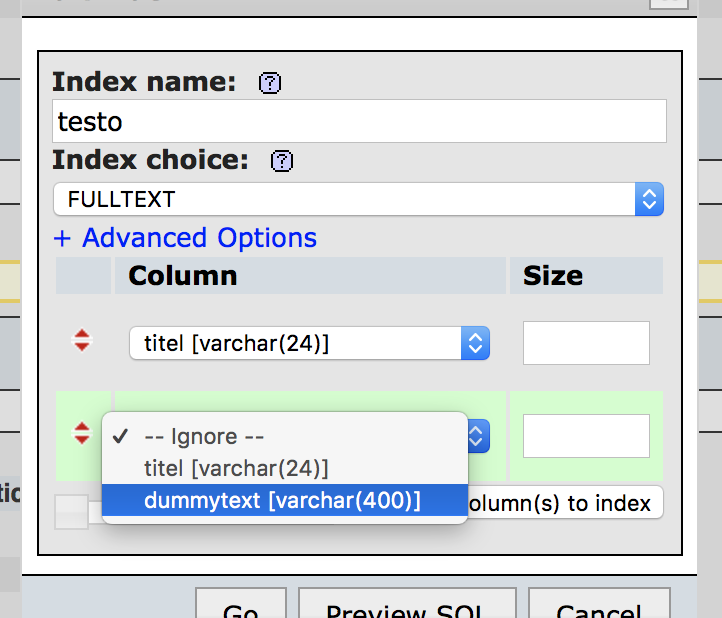 Index name:
testo
Index choice:
FULLTEXT
+ Advanced Options
Column Size
titel [varchar(24)]
✓ -- Ignore --
titel [varchar(24)]
dummytext [varchar(400)]
olumn(s) to index
Go Preview SQL Cancel